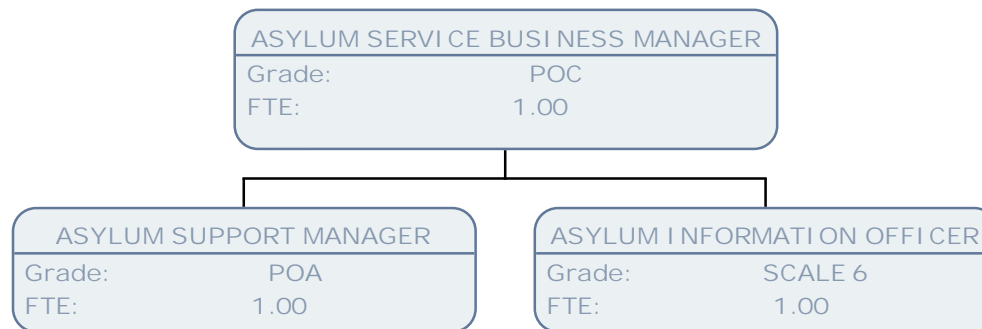 ASYLUM SERVICE BUSINESS MANAGER
Grade: POC
FTE: 1.00
ASYLUM SUPPORT MANAGER
Grade: POA
FTE: 1.00
ASYLUM INFORMATION OFFICER
Grade: SCALE 6
FTE: 1.00